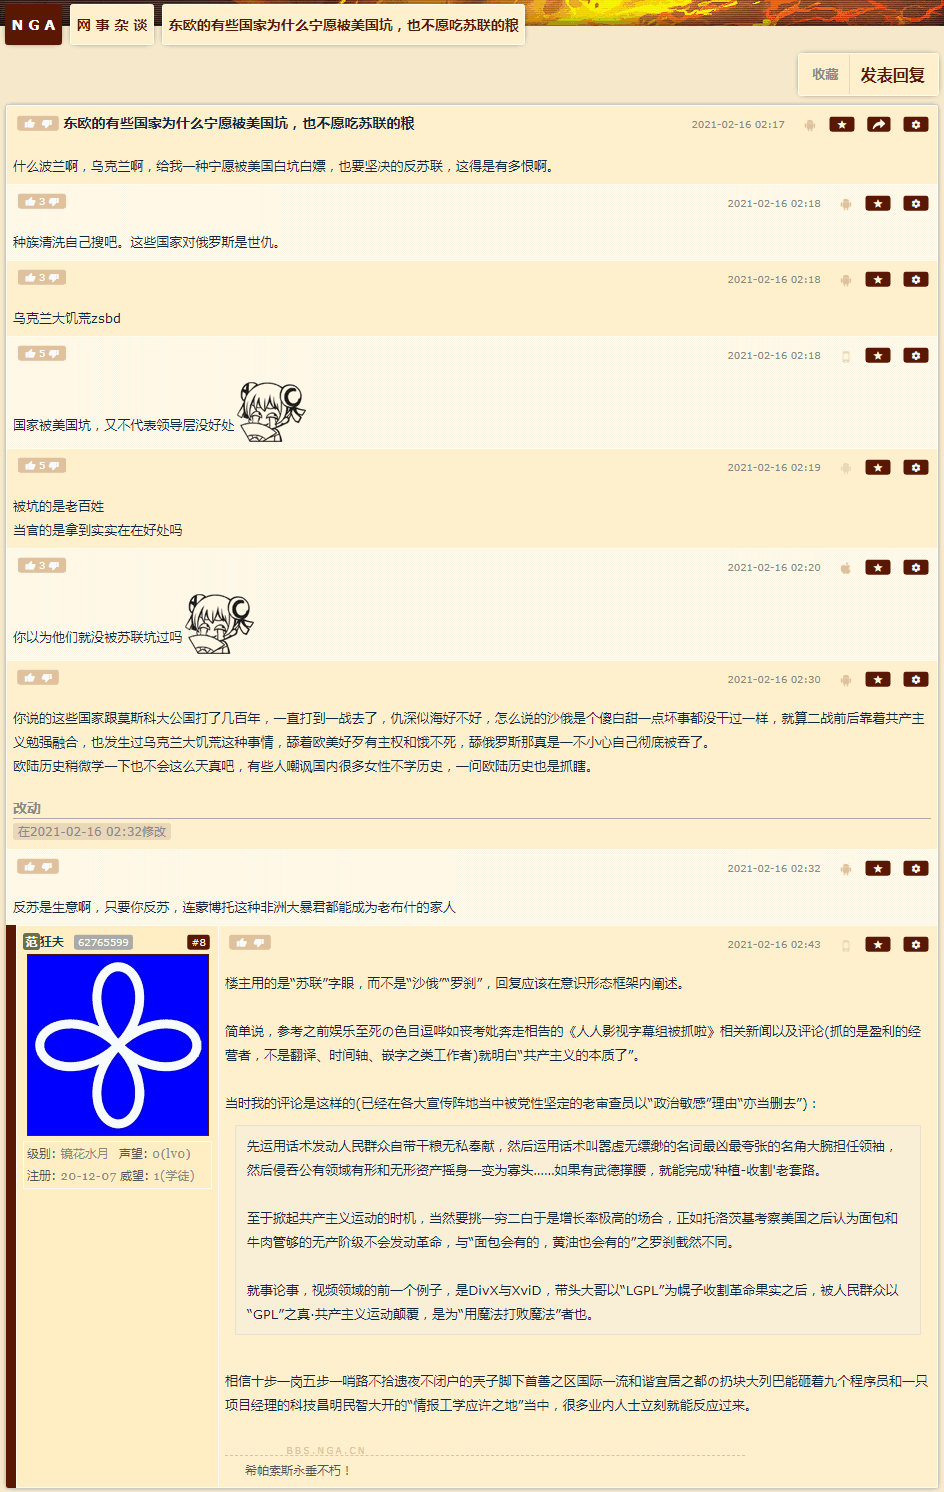 NGA 网事杂谈 东欧的有些国家为什么宁愿被美国坑，也不愿吃苏联的粮
收藏 发表回复
东欧的有些国家为什么宁愿被美国坑，也不愿吃苏联的粮 2021-02-16 02:17
什么波兰啊，乌克兰啊，给我一种宁愿被美国白坑白嫖，也要坚决的反苏联，这得是有多恨啊。
3 2021-02-16 02:18
种族清洗自己搜吧。这些国家对俄罗斯是世仇。
3 2021-02-16 02:18
乌克兰大饥荒zsbd
5 2021-02-16 02:18
国家被美国坑，又不代表领导层没好处
5 2021-02-16 02:19
被坑的是老百姓
当官的是拿到实实在在好处吗
3 2021-02-16 02:20
你以为他们就没被苏联坑过吗
2021-02-16 02:30
你说的这些国家跟莫斯科大公国打了几百年，一直打到一战去了，仇深似海好不好，怎么说的沙俄是个傻白甜一点坏事都没干过一样，就算二战前后靠着共产主
义勉强融合，也发生过乌克兰大饥荒这种事情，舔着欧美好歹有主权和饿不死，舔俄罗斯那真是一不小心自己彻底被吞了。
欧陆历史稍微学一下也不会这么天真吧，有些人嘲讽国内很多女性不学历史，一问欧陆历史也是抓瞎。
改动
在2021-02-16 02:32修改
2021-02-16 02:32
反苏是生意啊，只要你反苏，连蒙博托这种非洲大暴君都能成为老布什的家人
范狂夫 62765599 #8
2021-02-16 02:43
级别: 镜花水月 声望: 0(lv0)
注册: 20-12-07 威望: 1(学徒)
楼主用的是“苏联”字眼，而不是“沙俄”“罗刹”，回复应该在意识形态框架内阐述。
简单说，参考之前娱乐至死の色目逗哗如丧考妣奔走相告的《人人影视字幕组被抓啦》相关新闻以及评论(抓的是盈利的经
营者，不是翻译、时间轴、嵌字之类工作者)就明白“共产主义的本质了”。
当时我的评论是这样的(已经在各大宣传阵地当中被党性坚定的老审查员以“政治敏感”理由“亦当删去”)：
先运用话术发动人民群众自带干粮无私奉献，然后运用话术叫嚣虚无缥缈的名词最凶最夸张的名角大腕担任领袖，
然后侵吞公有领域有形和无形资产摇身一变为寡头……如果有武德撑腰，就能完成'种植-收割'老套路。
至于掀起共产主义运动的时机，当然要挑一穷二白于是增长率极高的场合，正如托洛茨基考察美国之后认为面包和
牛肉管够的无产阶级不会发动革命，与“面包会有的，黄油也会有的”之罗刹截然不同。
就事论事，视频领域的前一个例子，是DivX与XviD，带头大哥以“LGPL”为幌子收割革命果实之后，被人民群众以
“GPL”之真·共产主义运动颠覆，是为“用魔法打败魔法”者也。
相信十步一岗五步一哨路不拾遗夜不闭户的天子脚下首善之区国际一流和谐宜居之都の扔块大列巴能砸着九个程序员和一只
项目经理的科技昌明民智大开的“情报工学应许之地”当中，很多业内人士立刻就能反应过来。
BBS.NGA.CN
希帕索斯永垂不朽！